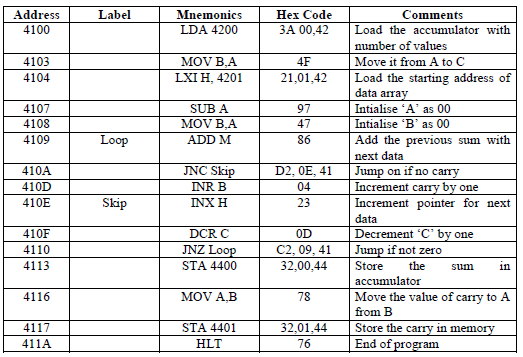 Address Label Mnemonics Hex Code Comments
4100 LDA 4200 3A 00,42 Load the accumulator with
number of values
4103 MOV B,A 4F Move it from A to C
4104 LXI H, 4201 21,01,42 Load the starting address of
data array
4107 SUB A 97 Intialise ‘A’ as 00
4108 MOV B,A 47 Intialise ‘B’ as 00
4109 Loop ADD M 86 Add the previous sum with
next data
410A JNC Skip D2, 0E, 41 Jump on if no carry
410D INR B 04 Increment carry by one
410E Skip INX H 23 Increment pointer for next
data
410F DCR C 0D Decrement ‘C’ by one
4110 JNZ Loop C2, 09, 41 Jump if not zero
4113 STA 4400 32,00,44 Store the sum in
accumulator
4116 MOV A,B 78 Move the value of carry to A
from B
4117 STA 4401 32,01,44 Store the carry in memory
411A HLT 76 End of program